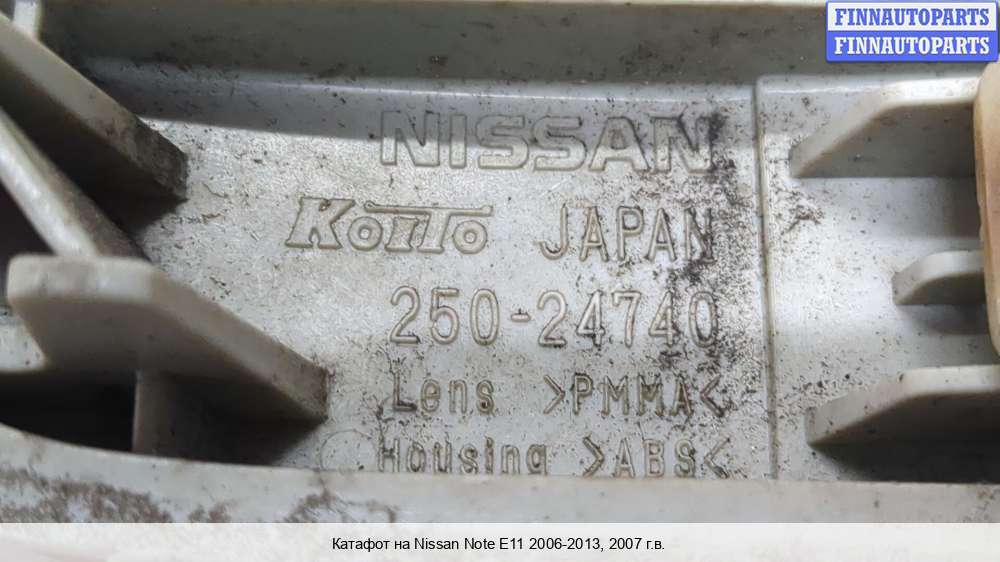 FINNAUTOPARTS
FINNAUTOPARTS
NISSAN
KOITO JAPAN
250-24740
Lens >PMMA<
Housing >ABS<
Катафот на Nissan Note E11 2006-2013, 2007 г.в.